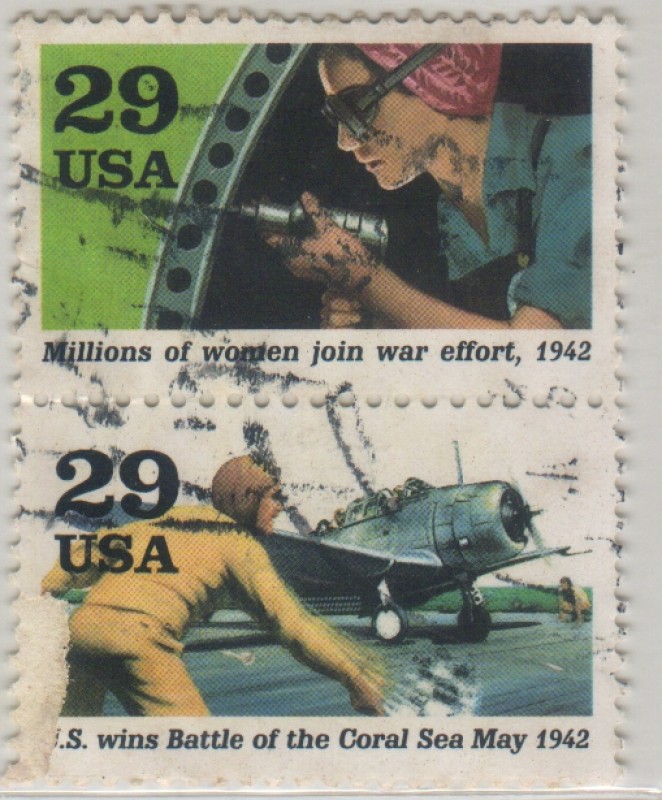 29
USA
Millions of women join war effort, 1942
29
USA
.S. wins Battle of the Coral Sea May 1942